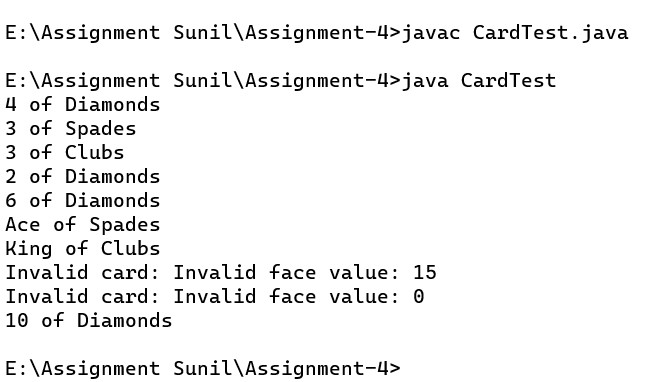 E:\Assignment Sunil\Assignment-4>javac CardTest.java
E:\Assignment Sunil\Assignment-4>java CardTest
4 of Diamonds
3 of Spades
3 of Clubs
2 of Diamonds
6 of Diamonds
Ace of Spades
King of Clubs
Invalid card: Invalid face value: 15
Invalid card: Invalid face value: 0
10 of Diamonds
E:\Assignment Sunil\Assignment-4>